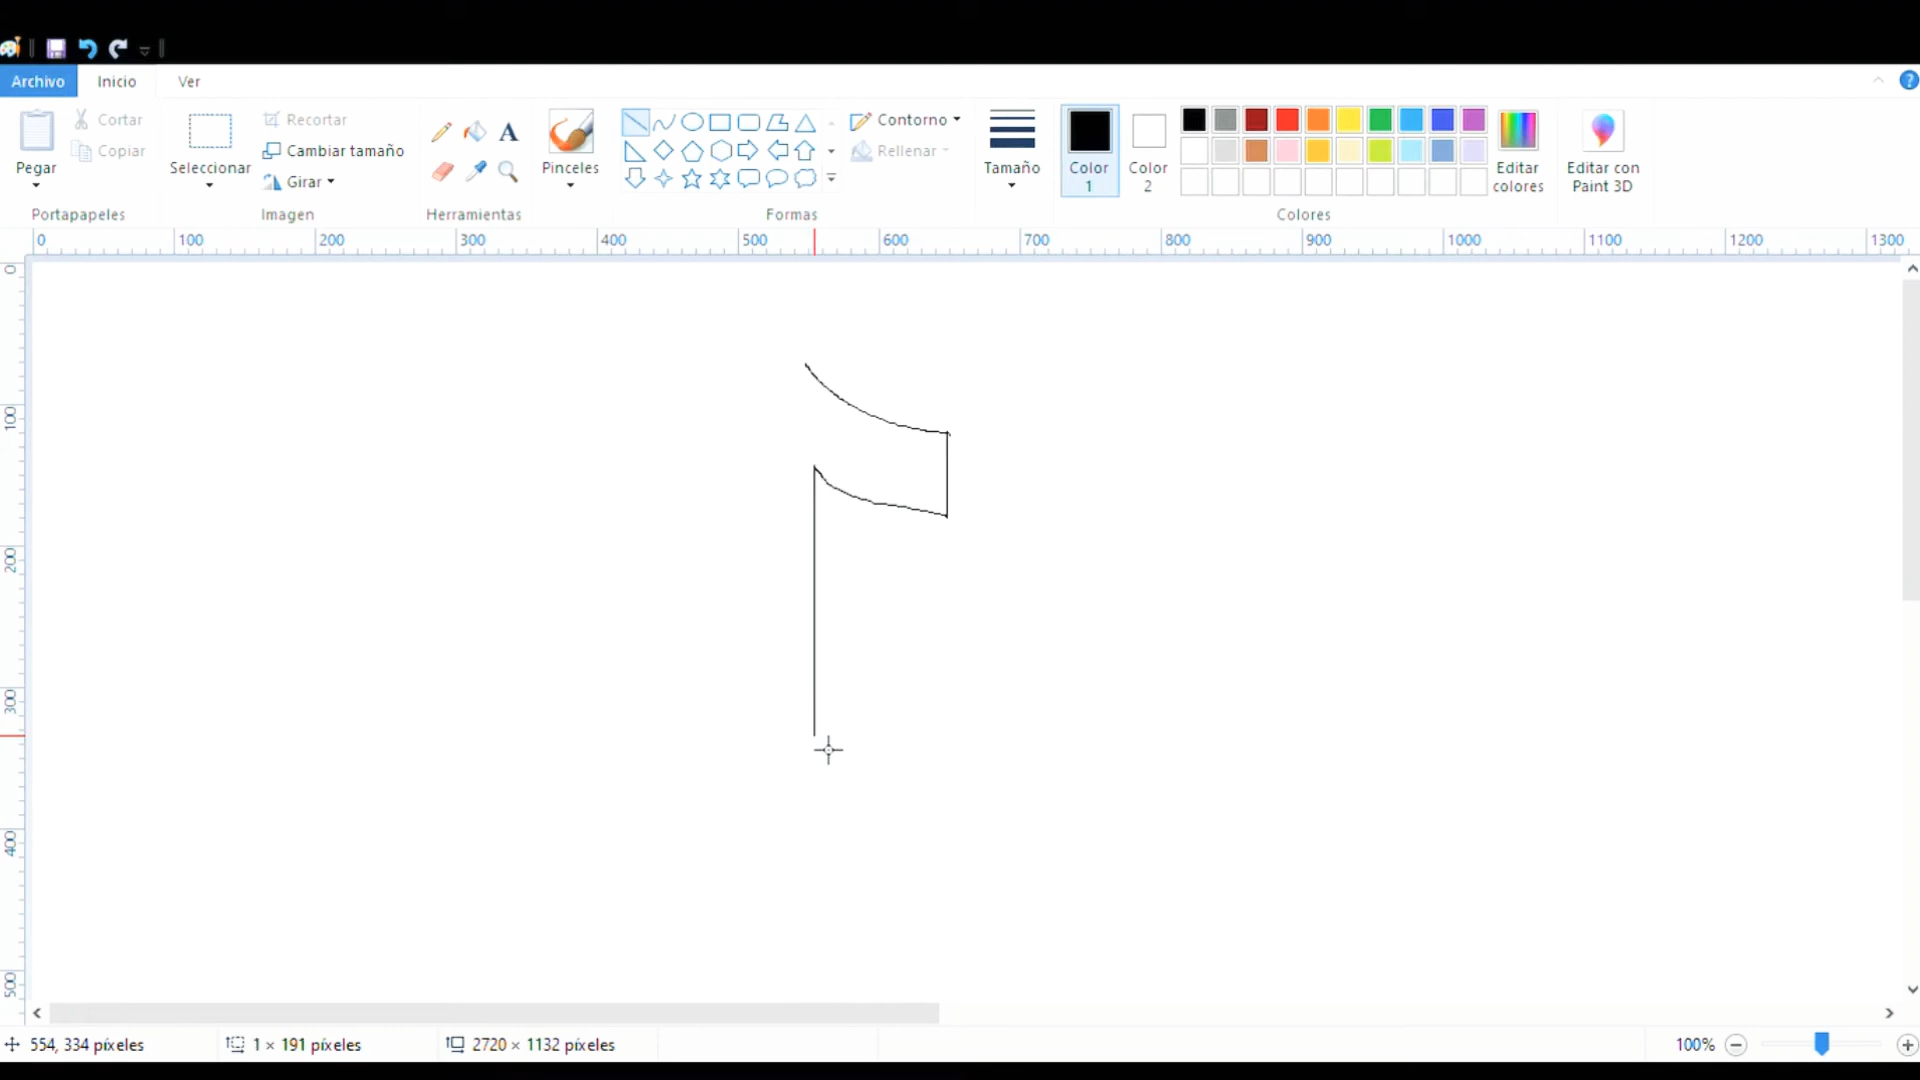 Archivo Inicio Ver ?
Pegar
Cortar
Copiar
Portapapeles
Seleccionar
Recortar
Cambiar tamaño
Girar
Imagen
A
Herramientas
Pinceles
Contorno
Rellenar
Formas
Tamaño
Color
1
Color
2
Editar
colores
Colores
Editar con
Paint 3D
0 100 200 300 400 500 600 700 800 900 1000 1100 1200 1300
0
100
200
300
400
500
554, 334 píxeles 1 × 191 píxeles 2720 × 1132 píxeles 100%